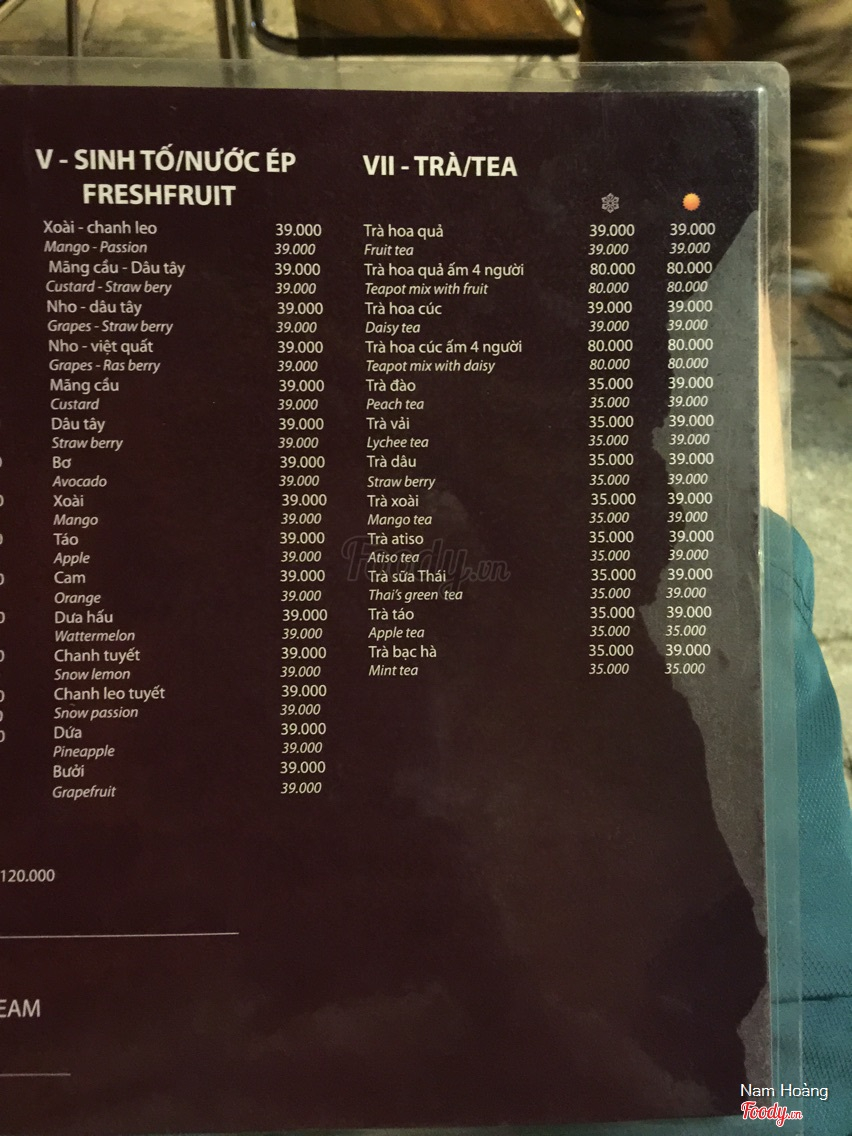 V - SINH TỐ/NƯỚC ÉP
FRESHFRUIT
Xoài - chanh leo 39.000
Mango - Passion 39.000
Măng cầu - Dâu tây 39.000
Custard - Straw bery 39.000
Nho - dâu tây 39.000
Grapes - Straw berry 39.000
Nho - việt quất 39.000
Grapes - Ras berry 39.000
Măng cầu 39.000
Custard 39.000
Dâu tây 39.000
Straw berry 39.000
Bơ 39.000
Avocado 39.000
Xoài 39.000
Mango 39.000
Táo 39.000
Apple 39.000
Cam 39.000
Orange 39.000
Dưa hấu 39.000
Wattermelon 39.000
Chanh tuyết 39.000
Snow lemon 39.000
Chanh leo tuyết 39.000
Snow passion 39.000
Dứa 39.000
Pineapple 39.000
Bưởi 39.000
Grapefruit 39.000
VII - TRÀ/TEA
Trà hoa quả 39.000 39.000
Fruit tea 39.000 39.000
Trà hoa quả ấm 4 người 80.000 80.000
Teapot mix with fruit 80.000 80.000
Trà hoa cúc 39.000 39.000
Daisy tea 39.000 39.000
Trà hoa cúc ấm 4 người 80.000 80.000
Teapot mix with daisy 80.000 80.000
Trà đào 35.000 39.000
Peach tea 35.000 39.000
Trà vải 35.000 39.000
Lychee tea 35.000 39.000
Trà dâu 35.000 39.000
Straw berry 35.000 39.000
Trà xoài 35.000 39.000
Mango tea 35.000 39.000
Trà atiso 35.000 39.000
Atiso tea 35.000 39.000
Trà sữa Thái 35.000 39.000
Thai's green tea 35.000 39.000
Trà táo 35.000 39.000
Apple tea 35.000 35.000
Trà bạc hà 35.000 39.000
Mint tea 35.000 35.000
120.000
EAM
Foody.vn
Nam Hoàng
Foody.vn